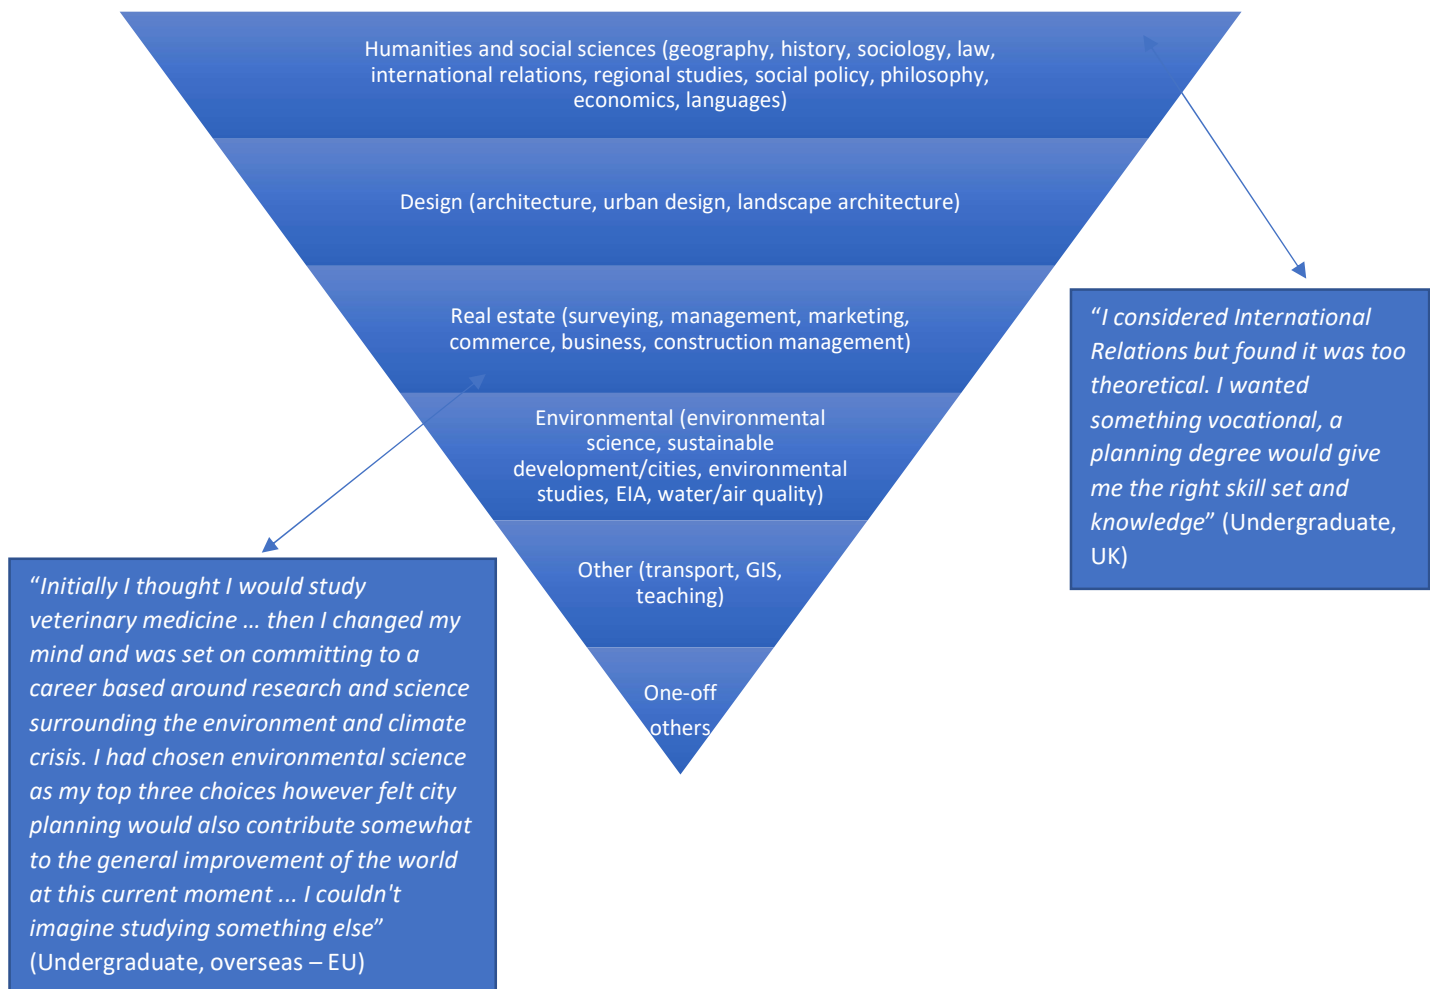 Humanities and social sciences (geography, history, sociology, law,
international relations, regional studies, social policy, philosophy,
economics, languages)
Design (architecture, urban design, landscape architecture)
Real estate (surveying, management, marketing,
commerce, business, construction management)
Environmental (environmental
science, sustainable
development/cities, environmental
studies, EIA, water/air quality)
Other (transport, GIS,
teaching)
One-off
others
“I considered International
Relations but found it was too
theoretical. I wanted
something vocational, a
planning degree would give
me the right skill set and
knowledge” (Undergraduate,
UK)
“Initially I thought I would study
veterinary medicine … then I changed my
mind and was set on committing to a
career based around research and science
surrounding the environment and climate
crisis. I had chosen environmental science
as my top three choices however felt city
planning would also contribute somewhat
to the general improvement of the world
at this current moment ... I couldn't
imagine studying something else”
(Undergraduate, overseas – EU)